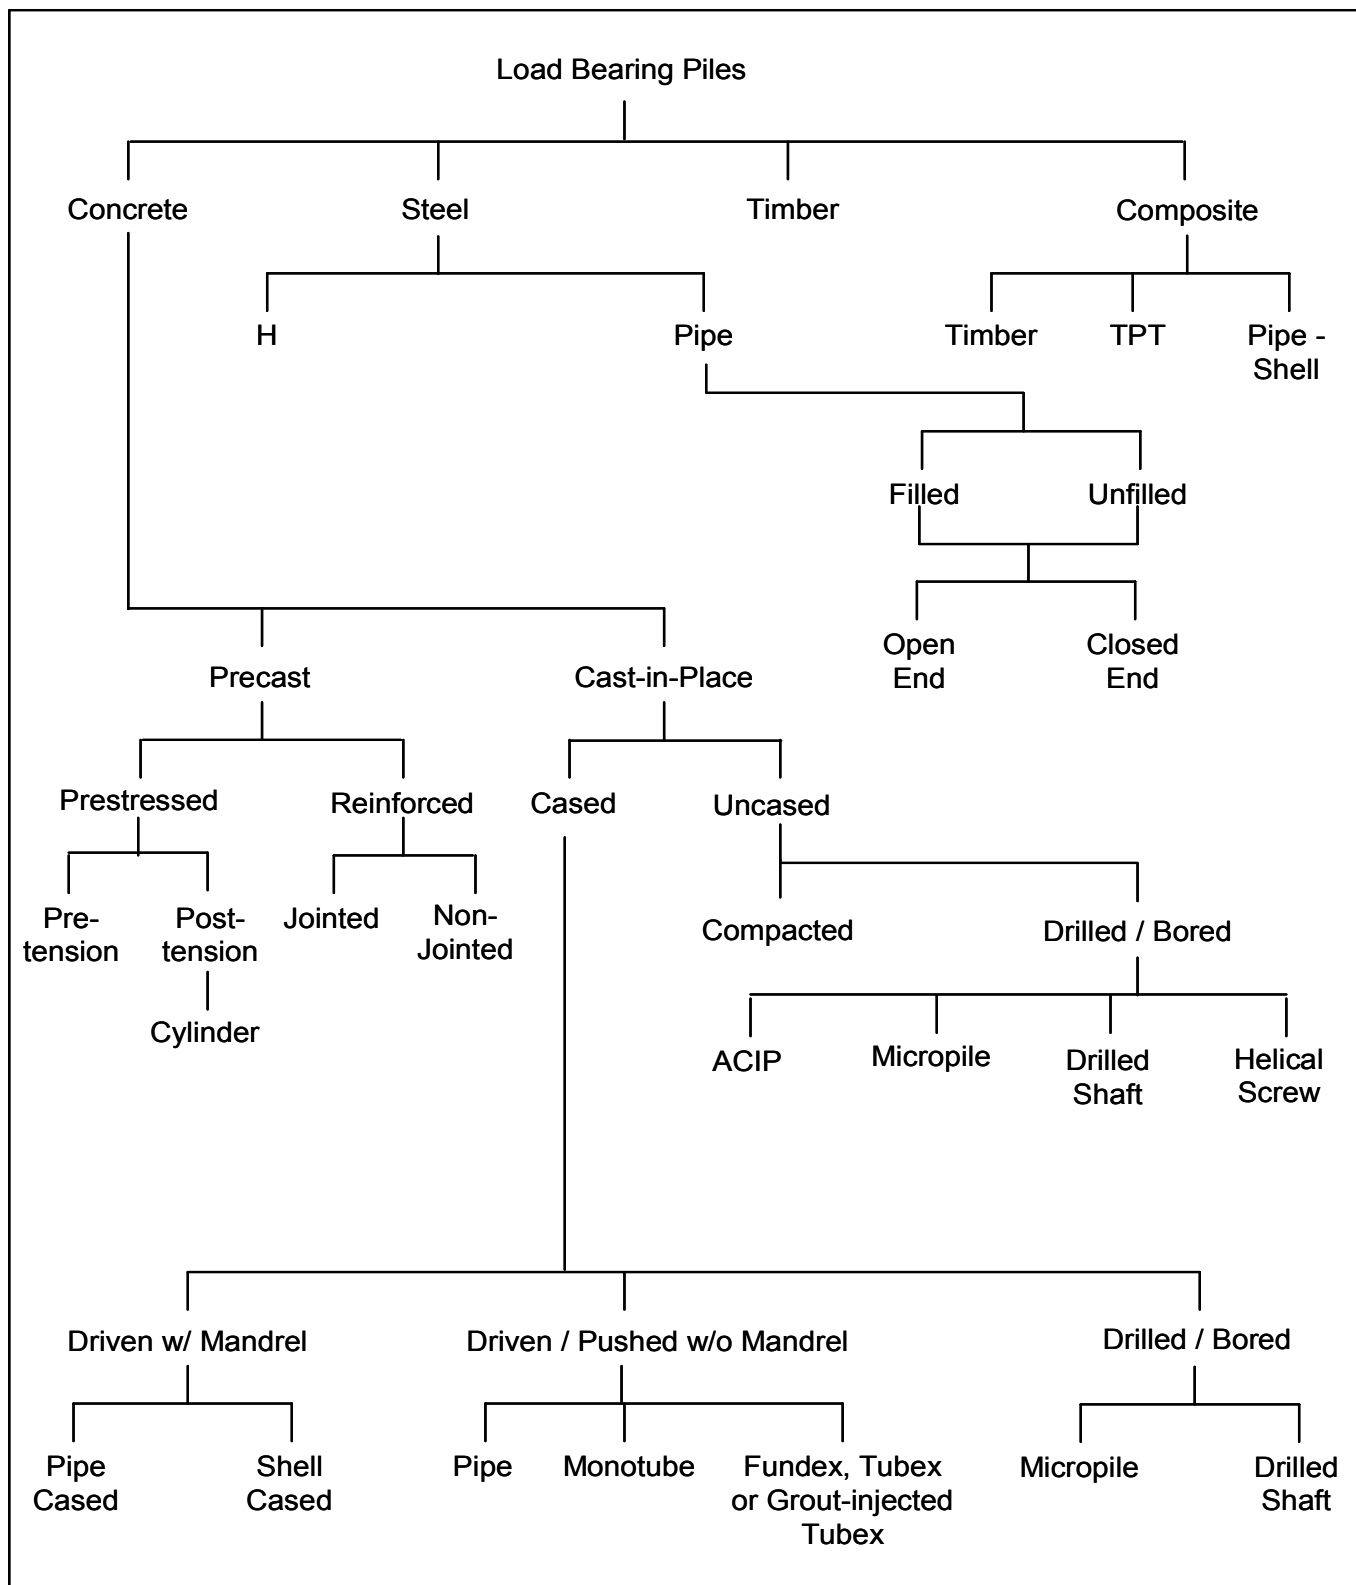 Load Bearing Piles
Concrete
Steel
Timber
Composite
H
Pipe
Timber
TPT
Pipe -
Shell
Filled
Unfilled
Open
End
Closed
End
Precast
Cast-in-Place
Prestressed
Reinforced
Cased
Uncased
Pre-
tension
Post-
tension
Jointed
Non-
Jointed
Compacted
Drilled / Bored
Cylinder
ACIP
Micropile
Drilled
Shaft
Helical
Screw
Driven w/ Mandrel
Driven / Pushed w/o Mandrel
Drilled / Bored
Pipe
Cased
Shell
Cased
Pipe
Monotube
Fundex, Tubex
or Grout-injected
Tubex
Micropile
Drilled
Shaft